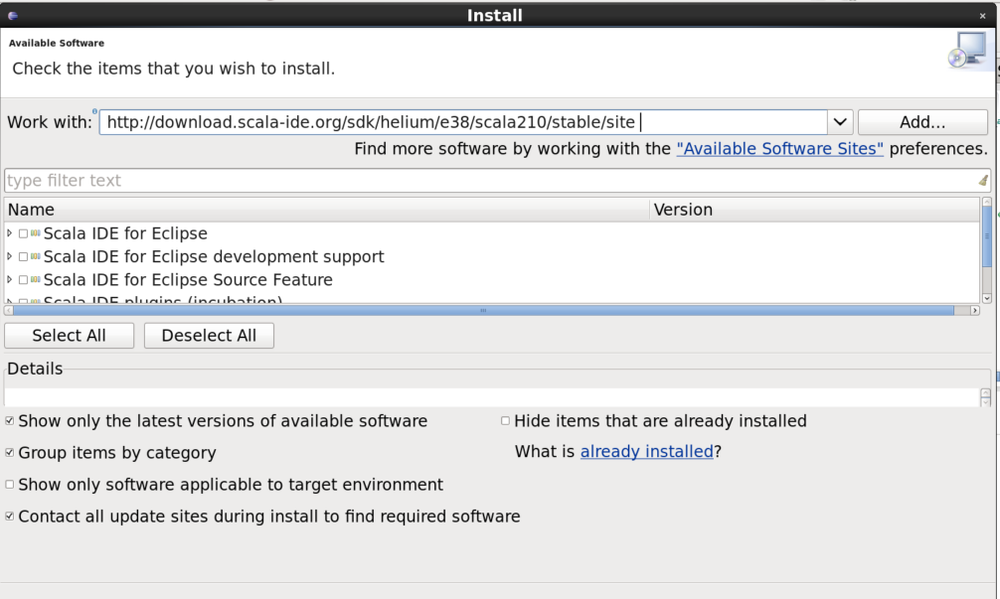 Install
Available Software
Check the items that you wish to install.
Work with: http://download.scala-ide.org/sdk/helium/e38/scala210/stable/site Add...
Find more software by working with the "Available Software Sites" preferences.
type filter text
Name Version
Scala IDE for Eclipse
Scala IDE for Eclipse development support
Scala IDE for Eclipse Source Feature
Scala IDE plugins (incubation)
Select All Deselect All
Details
Show only the latest versions of available software Hide items that are already installed
Group items by category What is already installed?
Show only software applicable to target environment
Contact all update sites during install to find required software